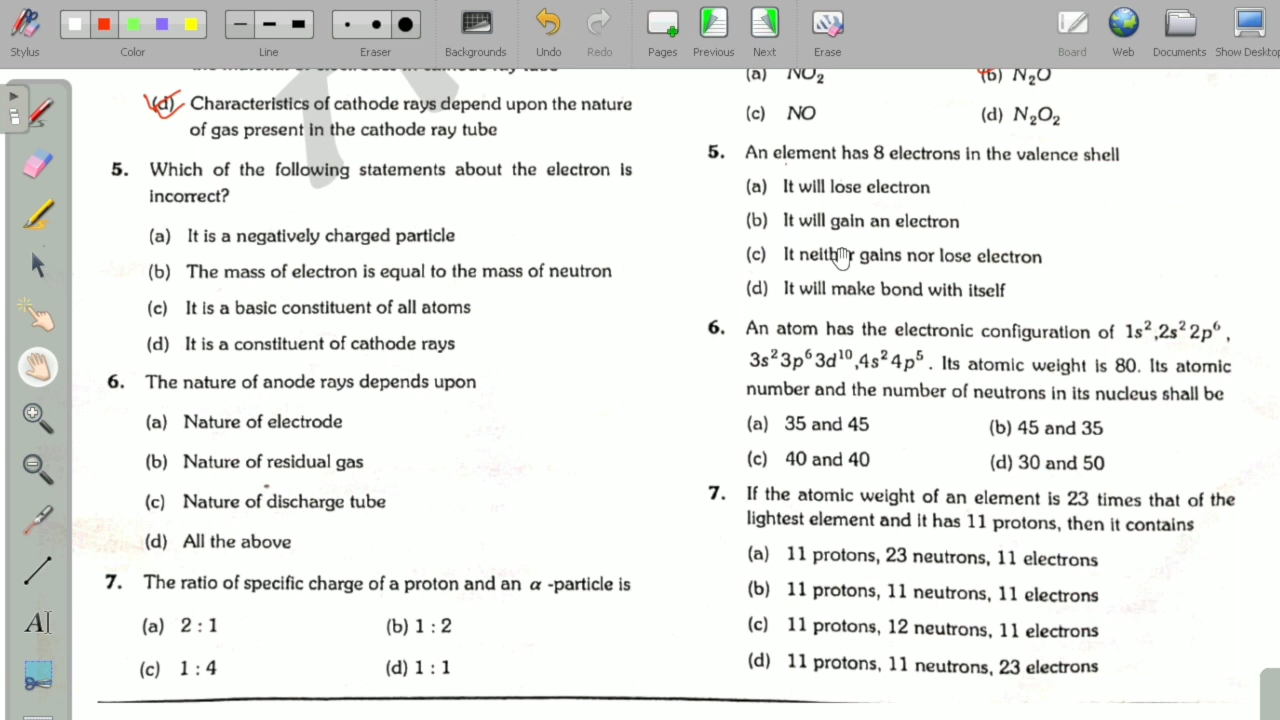 Stylus
Color
Line
Eraser
Backgrounds
Undo
Redo
Pages
Previous
Next
Erase
Board
Web
Documents
Show Desktop
(d) Characteristics of cathode rays depend upon the nature
of gas present in the cathode ray tube
5. Which of the following statements about the electron is
incorrect?
(a) It is a negatively charged particle
(b) The mass of electron is equal to the mass of neutron
(c) It is a basic constituent of all atoms
(d) It is a constituent of cathode rays
6. The nature of anode rays depends upon
(a) Nature of electrode
(b) Nature of residual gas
(c) Nature of discharge tube
(d) All the above
7. The ratio of specific charge of a proton and an α -particle is
(a) 2 : 1 (b) 1 : 2
(c) 1 : 4 (d) 1 : 1
(a) NO₂ (b) N₂O
(c) NO (d) N₂O₂
5. An element has 8 electrons in the valence shell
(a) It will lose electron
(b) It will gain an electron
(c) It neither gains nor lose electron
(d) It will make bond with itself
6. An atom has the electronic configuration of 1s²,2s² 2p⁶,
3s² 3p⁶ 3d¹⁰,4s² 4p⁵. Its atomic weight is 80. Its atomic
number and the number of neutrons in its nucleus shall be
(a) 35 and 45 (b) 45 and 35
(c) 40 and 40 (d) 30 and 50
7. If the atomic weight of an element is 23 times that of the
lightest element and it has 11 protons, then it contains
(a) 11 protons, 23 neutrons, 11 electrons
(b) 11 protons, 11 neutrons, 11 electrons
(c) 11 protons, 12 neutrons, 11 electrons
(d) 11 protons, 11 neutrons, 23 electrons